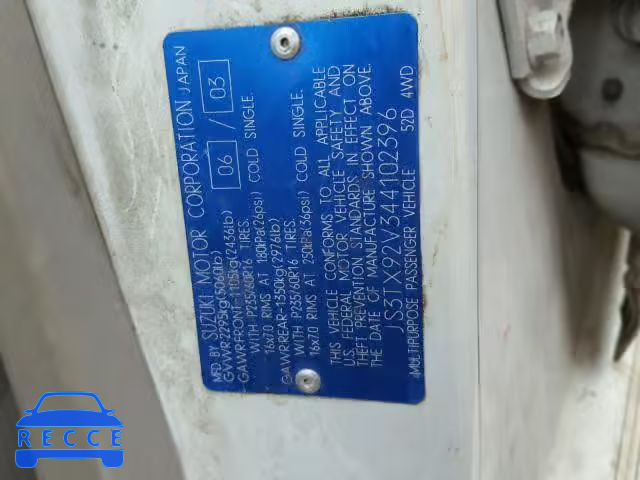 MFD.BY SUZUKI MOTOR CORPORATION JAPAN
GVWR-2295kg(5060lb) 06 / 03
GAWR-FRONT-1105kg(2436lb)
WITH P235/60R16 TIRES.
16x7.0 RIMS AT 180kPa(26psi) COLD SINGLE.
GAWR-REAR-1350kg(2976lb)
WITH P235/60R16 TIRES.
16x7.0 RIMS AT 250kPa(36psi) COLD SINGLE.
THIS VEHICLE CONFORMS TO ALL APPLICABLE
U.S. FEDERAL MOTOR VEHICLE SAFETY AND
THEFT PREVENTION STANDARDS IN EFFECT ON
THE DATE OF MANUFACTURE SHOWN ABOVE.
JS3TX92V344102396
MULTIPURPOSE PASSENGER VEHICLE 52D 4WD
RECCE